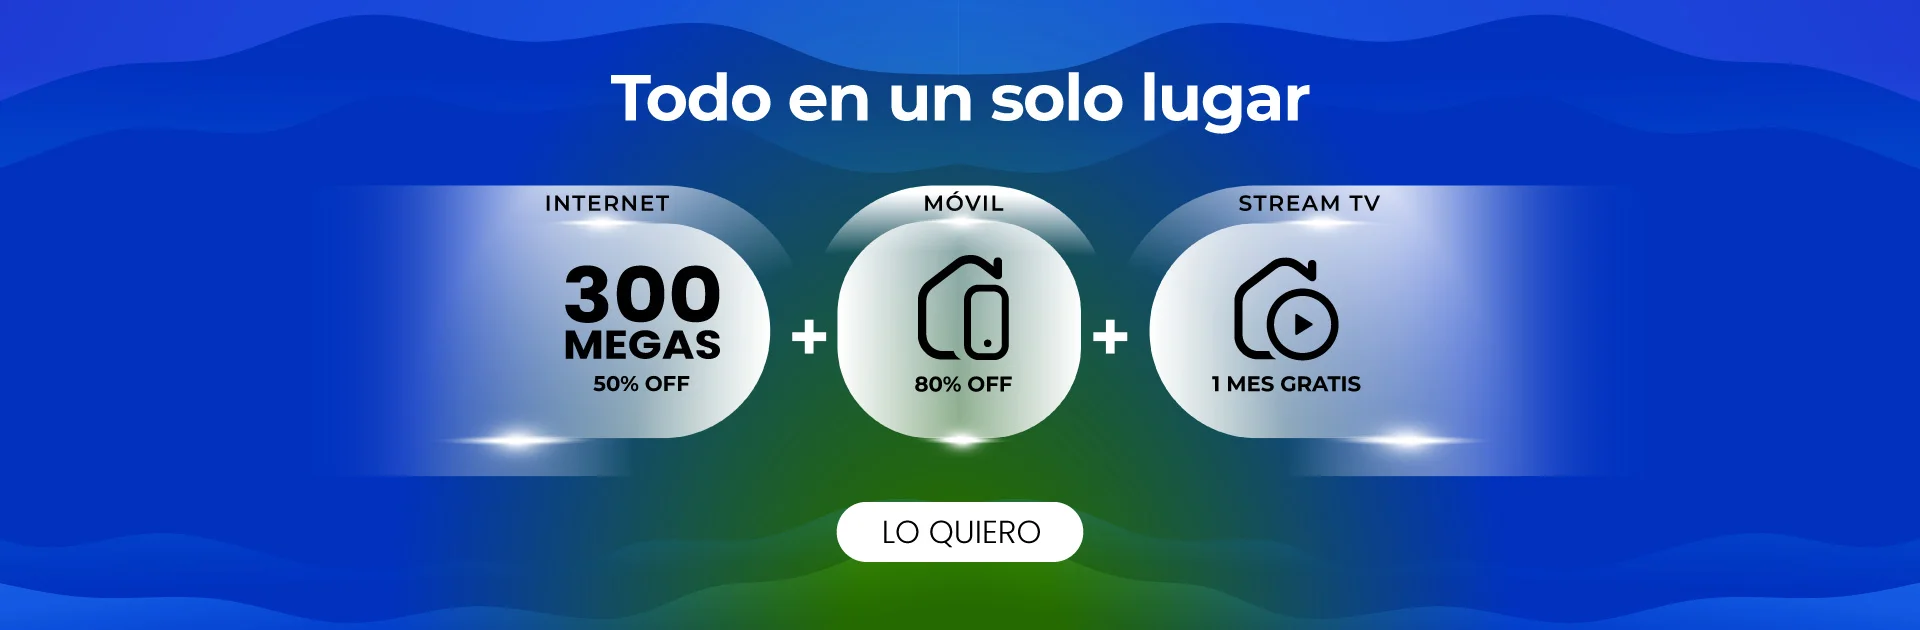 Todo en un solo lugar
INTERNET
300
MEGAS
50% OFF
+
MÓVIL
80% OFF
+
STREAM TV
1 MES GRATIS
LO QUIERO